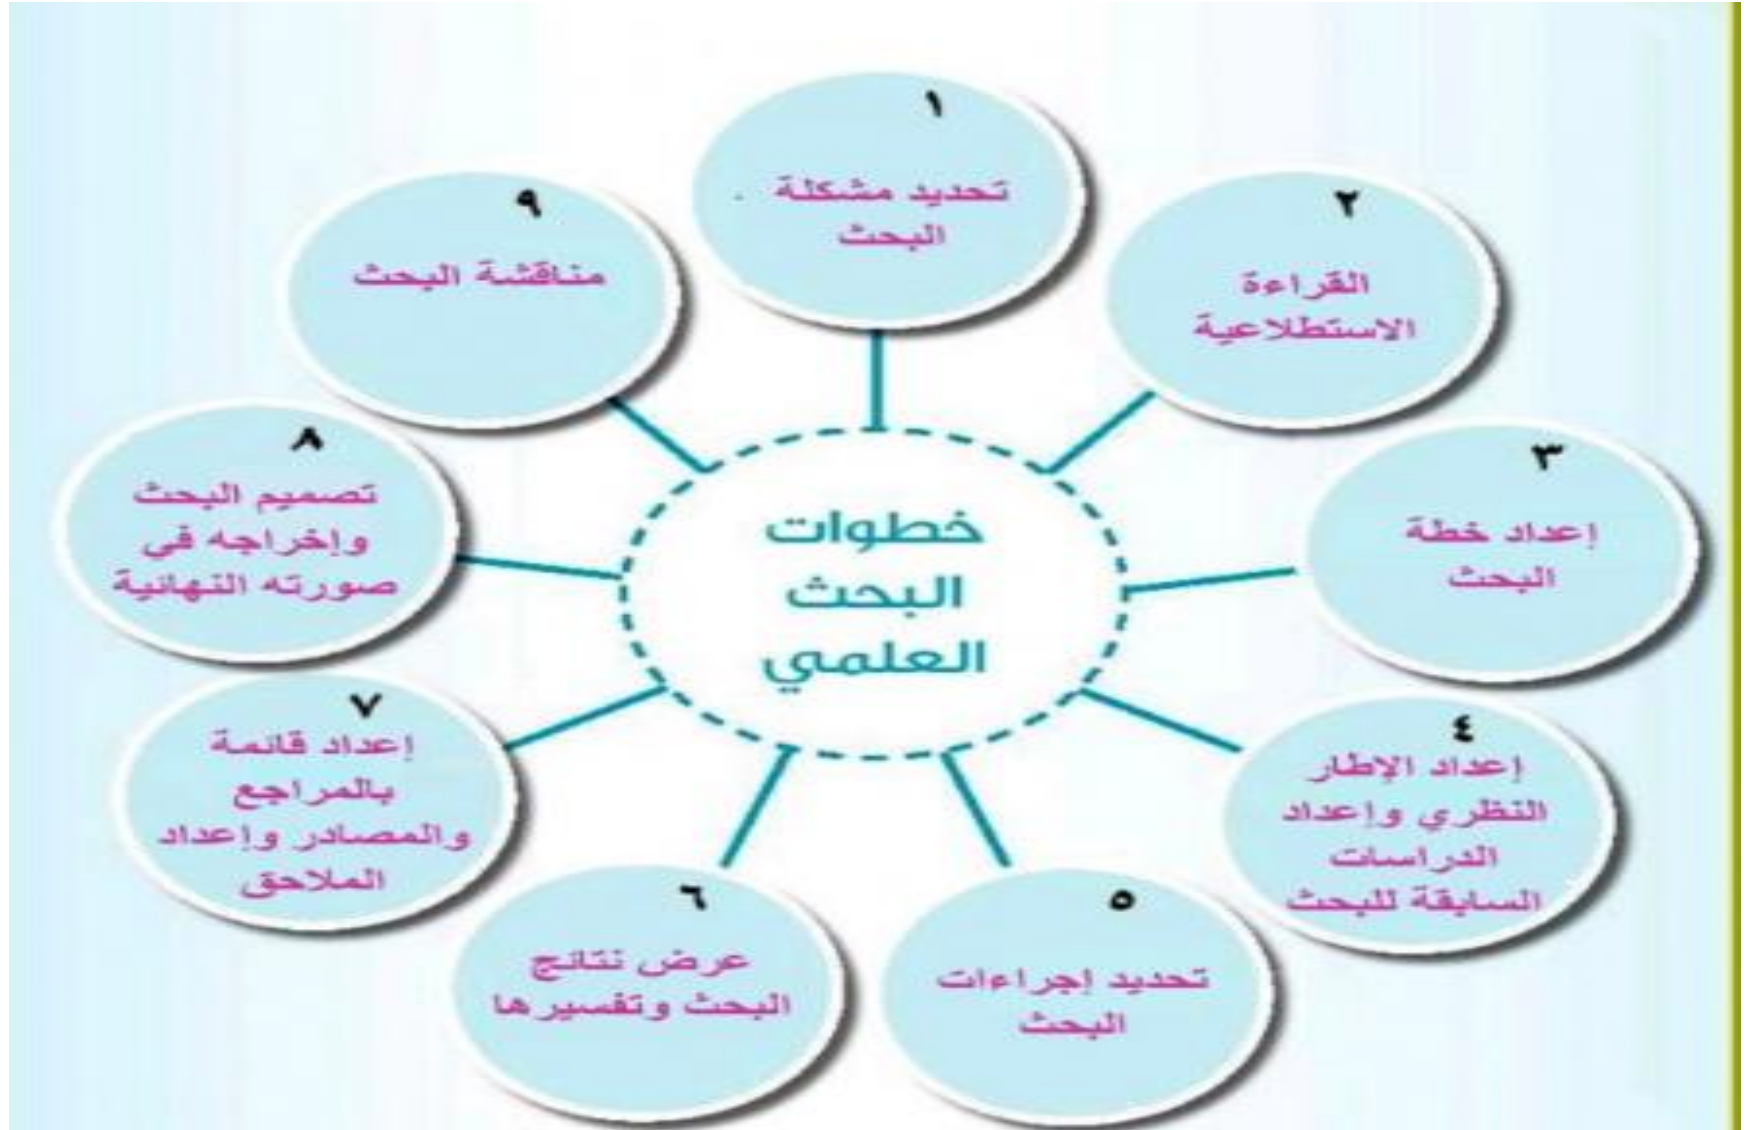 خطوات
البحث
العلمي
١
تحديد مشكلة
البحث
٢
القراءة
الاستطلاعية
٣
إعداد خطة
البحث
٤
إعداد الإطار
النظري وإعداد
الدراسات
السابقة للبحث
٥
تحديد إجراءات
البحث
٦
عرض نتائج
البحث وتفسيرها
٧
إعداد قائمة
بالمراجع
والمصادر وإعداد
الملاحق
٨
تصميم البحث
وإخراجه في
صورته النهائية
٩
مناقشة البحث